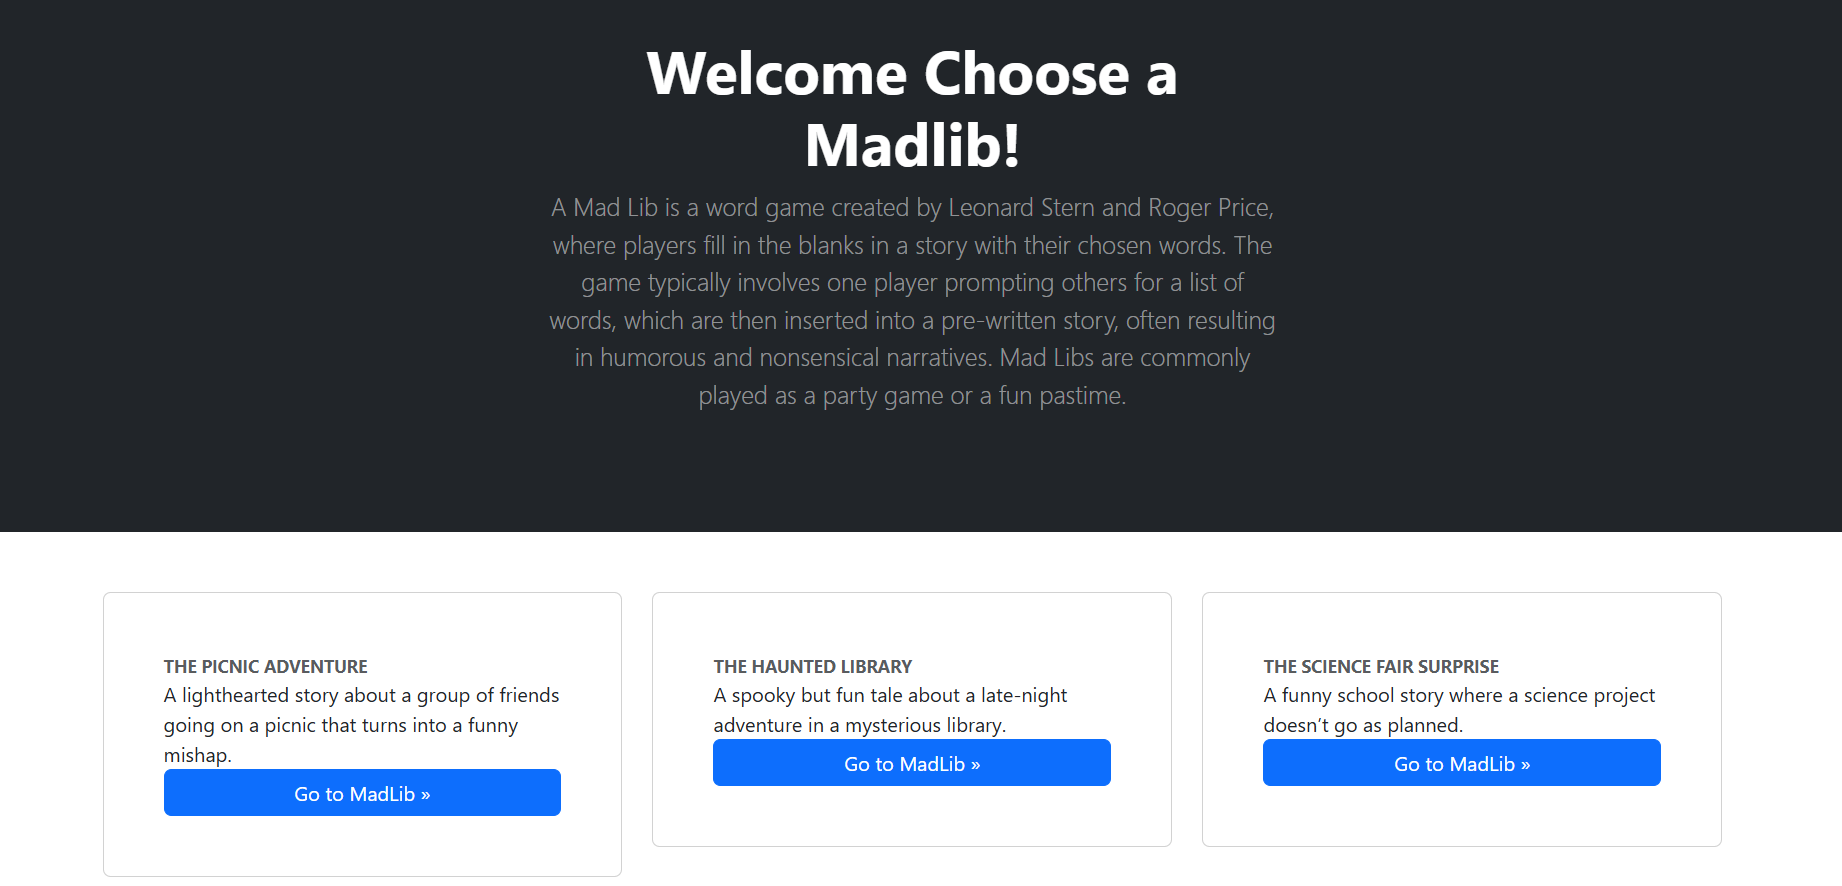 Welcome Choose a
Madlib!
A Mad Lib is a word game created by Leonard Stern and Roger Price,
where players fill in the blanks in a story with their chosen words. The
game typically involves one player prompting others for a list of
words, which are then inserted into a pre-written story, often resulting
in humorous and nonsensical narratives. Mad Libs are commonly
played as a party game or a fun pastime.
THE PICNIC ADVENTURE
A lighthearted story about a group of friends
going on a picnic that turns into a funny
mishap.
Go to MadLib »
THE HAUNTED LIBRARY
A spooky but fun tale about a late-night
adventure in a mysterious library.
Go to MadLib »
THE SCIENCE FAIR SURPRISE
A funny school story where a science project
doesn’t go as planned.
Go to MadLib »